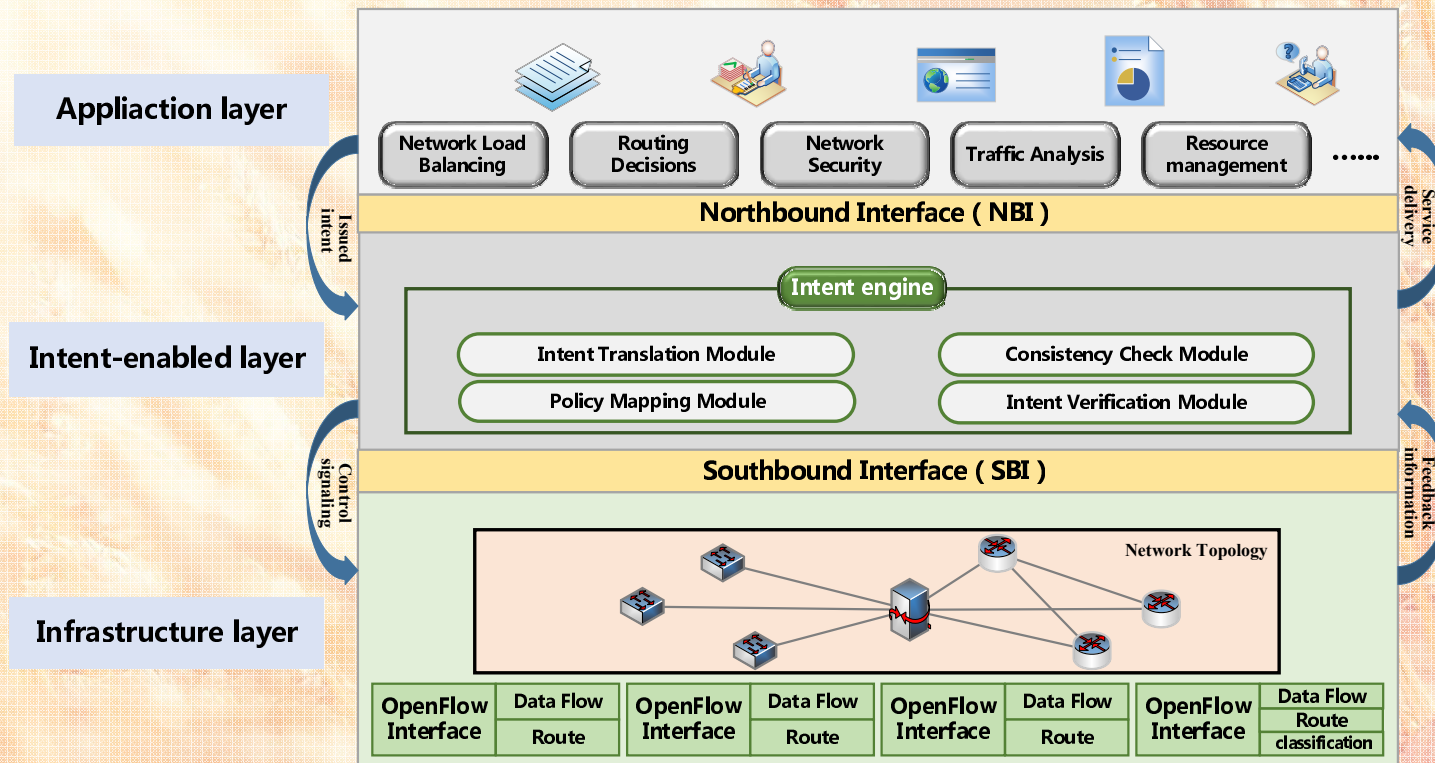 Appliaction layer
Network Load
Balancing
Routing
Decisions
Network
Security
Traffic Analysis
Resource
management
......
Northbound Interface ( NBI )
Issued
intent
Service
delivery
Intent engine
Intent-enabled layer
Intent Translation Module
Consistency Check Module
Policy Mapping Module
Intent Verification Module
Southbound Interface ( SBI )
Control
signaling
Feedback
information
Network Topology
Infrastructure layer
OpenFlow
Interface
Data Flow
Route
OpenFlow
Interface
Data Flow
Route
OpenFlow
Interface
Data Flow
Route
OpenFlow
Interface
Data Flow
Route
classification